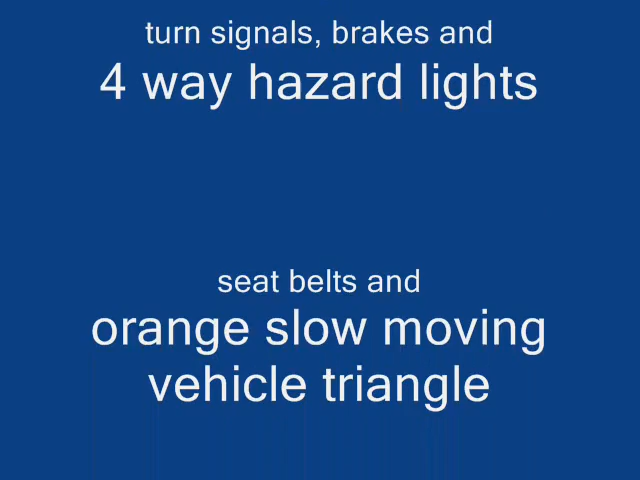 turn signals, brakes and
4 way hazard lights
seat belts and
orange slow moving
vehicle triangle